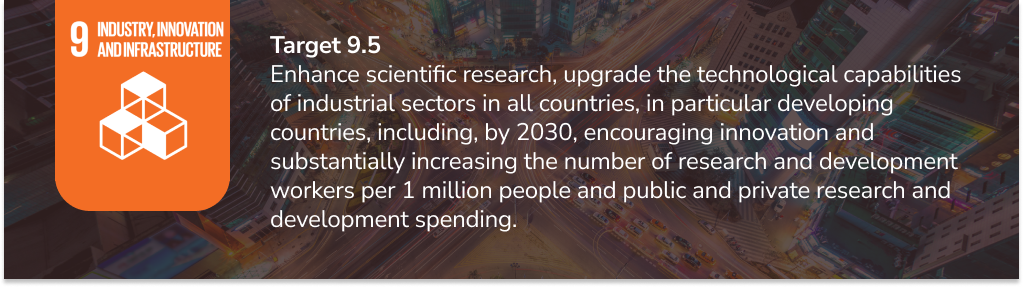 9 INDUSTRY, INNOVATION
AND INFRASTRUCTURE
Target 9.5
Enhance scientific research, upgrade the technological capabilities
of industrial sectors in all countries, in particular developing
countries, including, by 2030, encouraging innovation and
substantially increasing the number of research and development
workers per 1 million people and public and private research and
development spending.